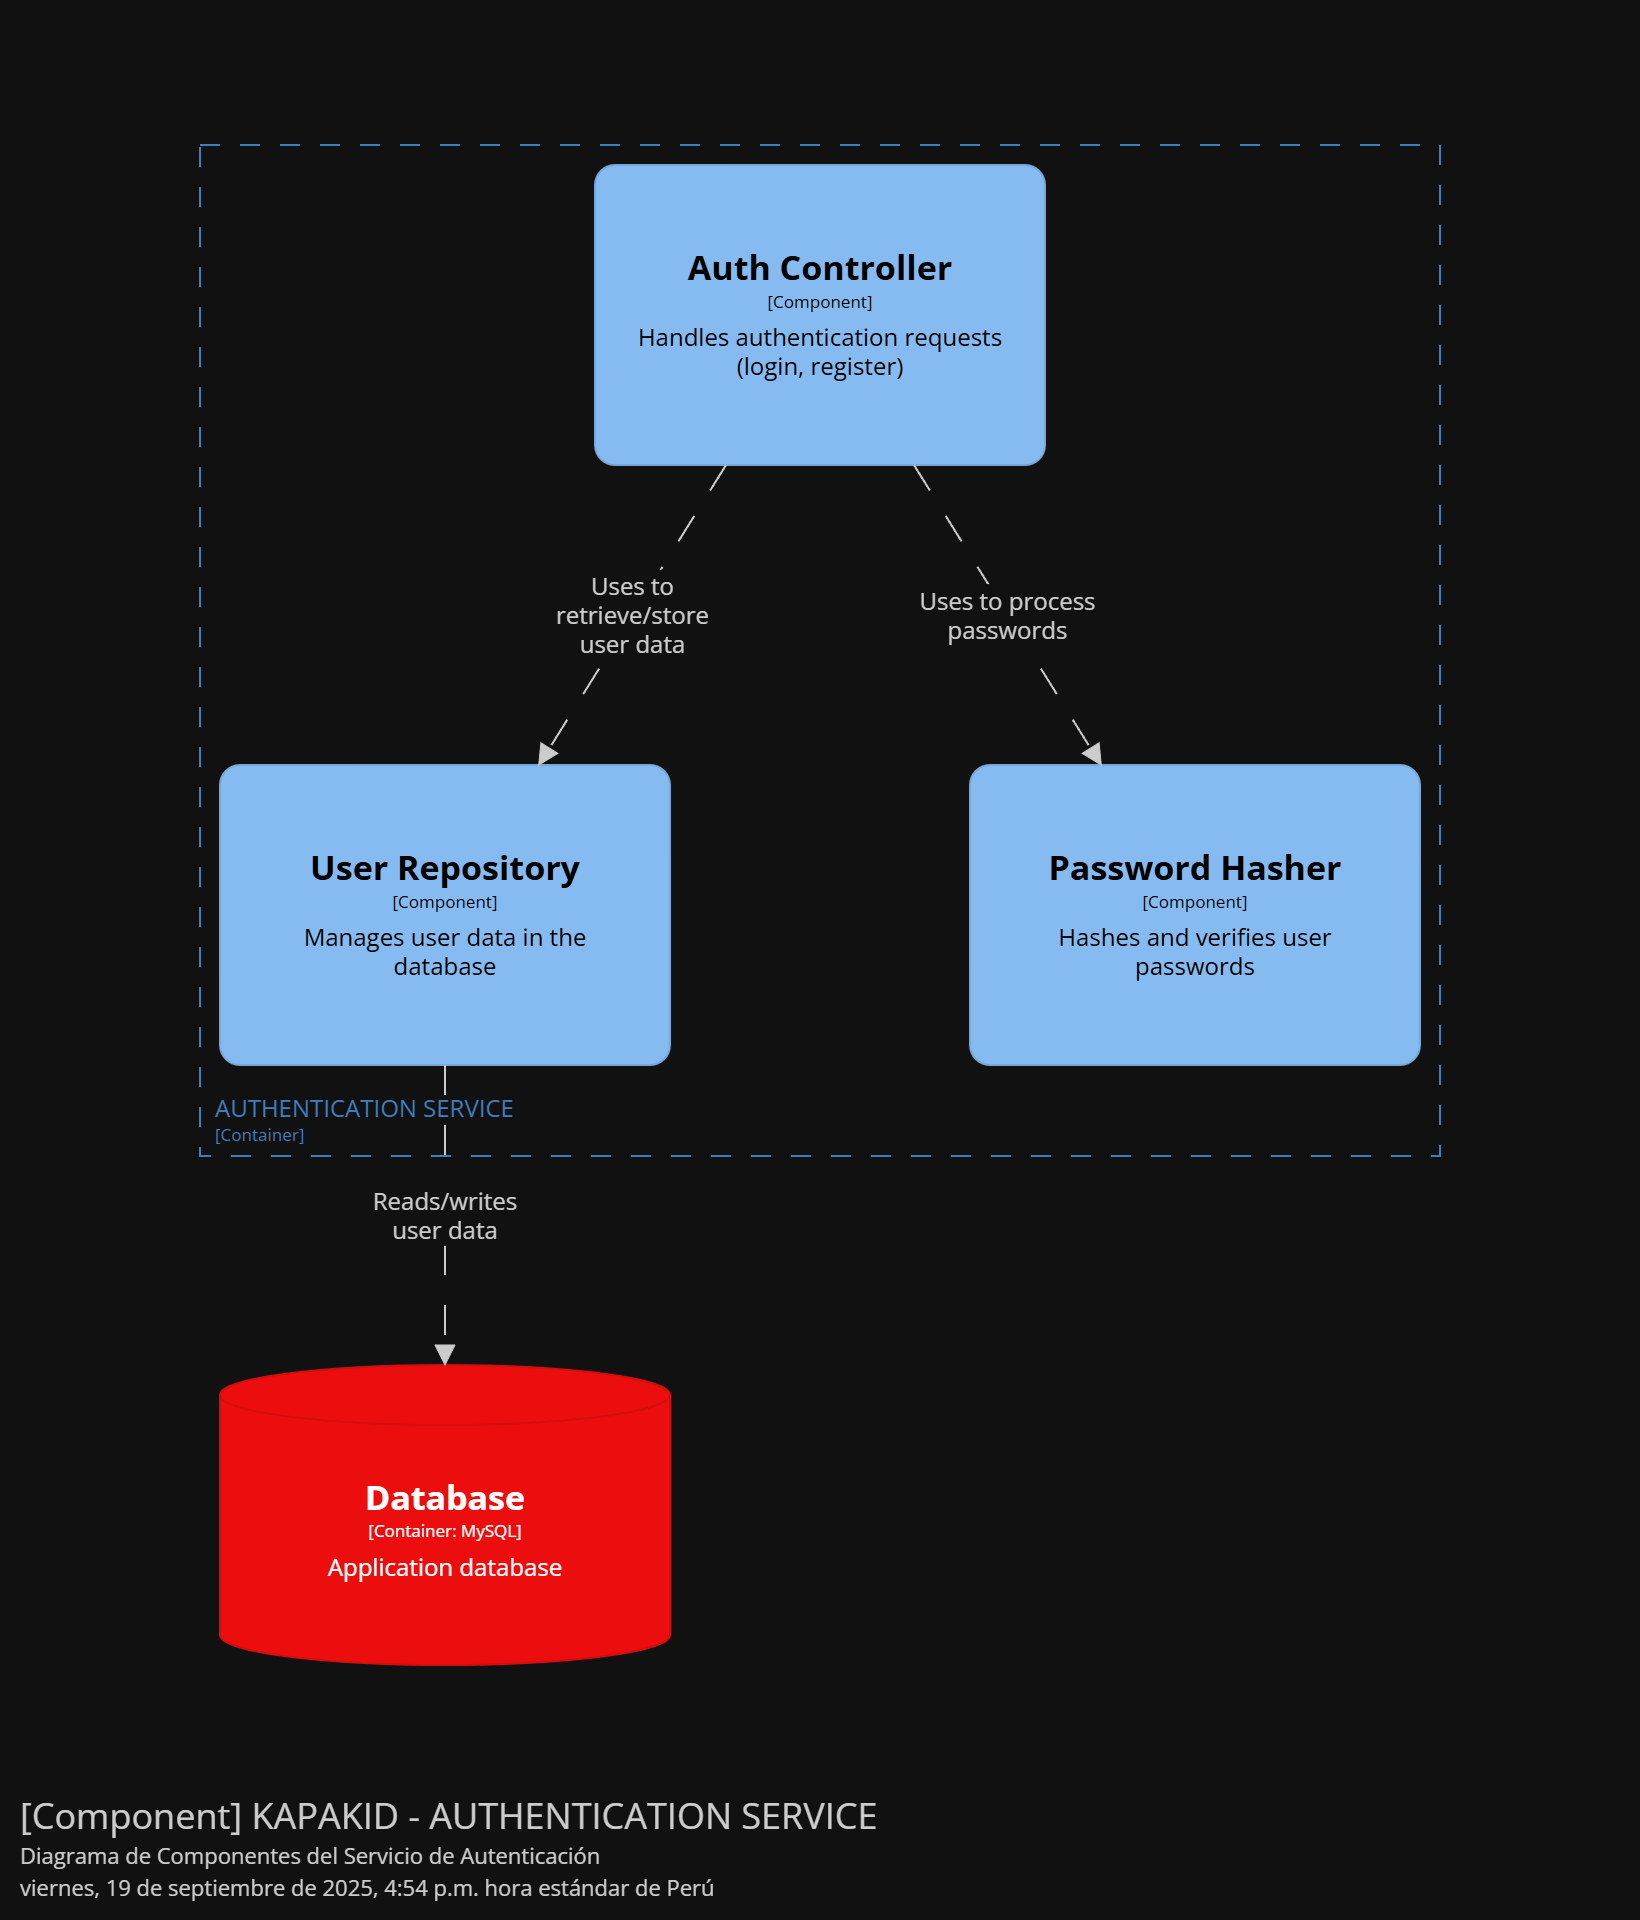 Auth Controller
[Component]
Handles authentication requests
(login, register)
Uses to
retrieve/store
user data
Uses to process
passwords
User Repository
[Component]
Manages user data in the
database
Password Hasher
[Component]
Hashes and verifies user
passwords
AUTHENTICATION SERVICE
[Container]
Reads/writes
user data
Database
[Container: MySQL]
Application database
[Component] KAPAKID - AUTHENTICATION SERVICE
Diagrama de Componentes del Servicio de Autenticación
viernes, 19 de septiembre de 2025, 4:54 p.m. hora estándar de Perú